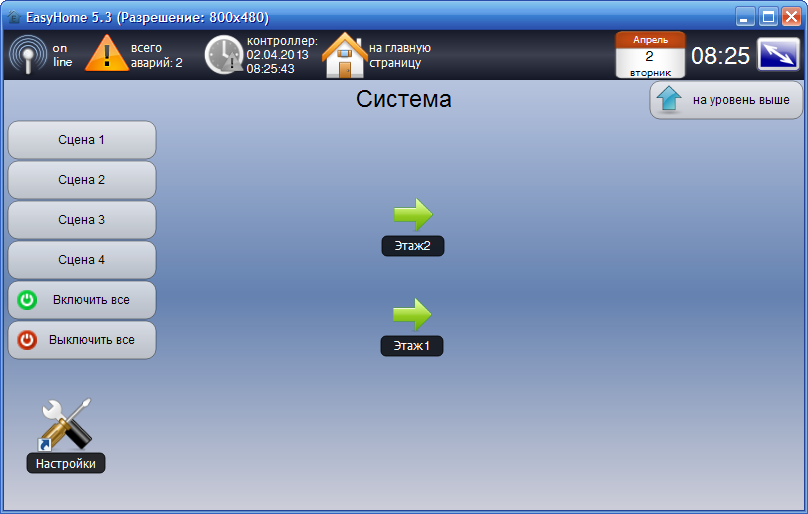 EasyHome 5.3 (Разрешение: 800x480)
on
line
всего
аварий: 2
контроллер:
02.04.2013
08:25:43
на главную
страницу
Апрель
2
вторник
08:25
Система
на уровень выше
Сцена 1
Сцена 2
Сцена 3
Сцена 4
Включить все
Выключить все
Этаж2
Этаж1
Настройки